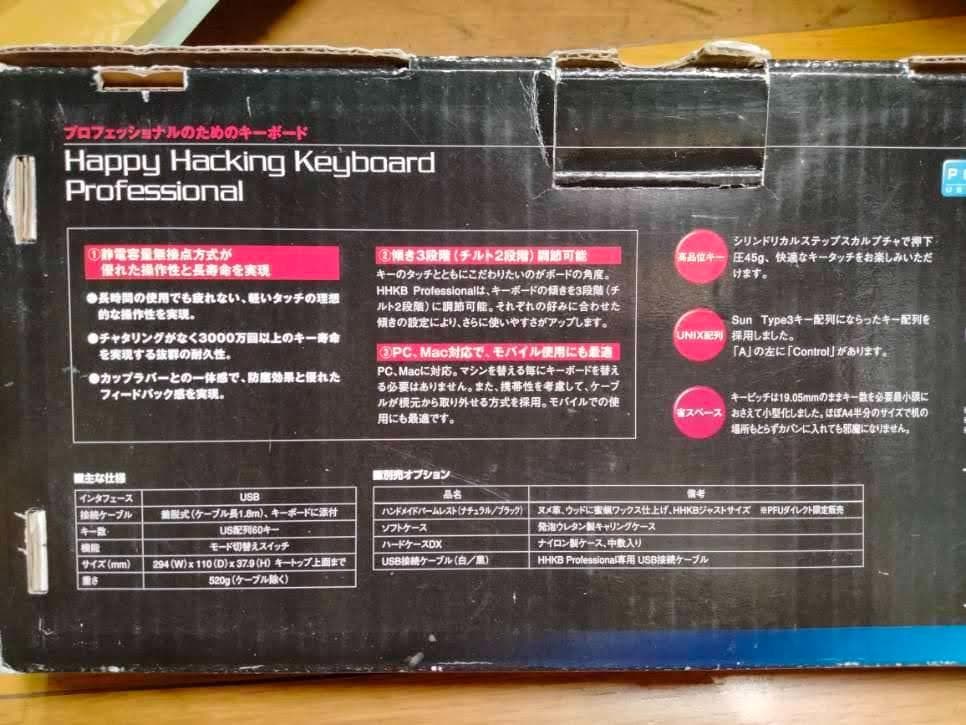 プロフェッショナルのためのキーボード
Happy Hacking Keyboard
Professional
①静電容量無接点方式が
優れた操作性と長寿命を実現
●長時間の使用でも疲れない、軽いタッチの理想
的な操作性を実現。
●チャタリングがなく3000万回以上のキー寿命
を実現する抜群の耐久性。
●カップラバーとの一体感で、防塵効果と優れた
フィードバック感を実現。
②傾き3段階(チルト2段階)調節可能
キーのタッチとともにこだわりたいのがボードの角度。
HHKB Professionalは、キーボードの傾きを3段階(チ
ルト2段階)に調節可能。それぞれの好みに合わせた
傾きの設定により、さらに使いやすさがアップします。
③PC、Mac対応で、モバイル使用にも最適
PC、Macに対応。マシンを替える毎にキーボードを替え
る必要はありません。また、携帯性を考慮して、ケーブ
ルが根元から取り外せる方式を採用。モバイルでの使
用にも最適です。
高品位キー
シリンドリカルステップスカルプチャで押下
圧45g、快適なキータッチをお楽しみいただ
けます。
UNIX配列
Sun Type3キー配列にならったキー配列を
採用しました。
「A」の左に「Control」があります。
省スペース
キーピッチは19.05mmのままキー数を必要最小限に
おさえて小型化しました。ほぼA4半分のサイズで机の
場所もとらずカバンに入れても邪魔になりません。
■主な仕様
インタフェース USB
接続ケーブル 着脱式(ケーブル長1.8m)、キーボードに添付
キー数 US配列60キー
機能 モード切替えスイッチ
サイズ(mm) 294(W)x110(D)x37.9(H) キートップ上面まで
重さ 520g(ケーブル除く)
■別売オプション
品名 備考
ハンドメイドパームレスト(ナチュラル/ブラック) ヌメ革、ウッドに蜜蝋ワックス仕上げ、HHKBジャストサイズ ※PFUダイレクト限定販売
ソフトケース 発泡ウレタン製キャリングケース
ハードケースDX ナイロン製ケース、中敷入り
USB接続ケーブル(白/黒) HHKB Professional専用 USB接続ケーブル